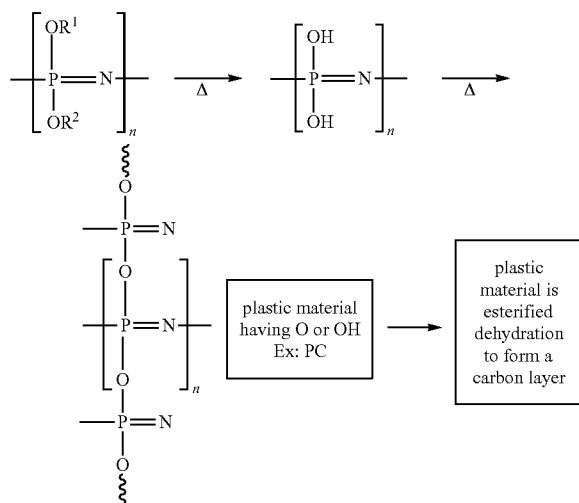 OR¹
P=N
OR²
n
Δ
OH
P=N
OH
n
Δ
O
P=N
O
P=N
n
O
P=N
O
plastic material
having O or OH
Ex: PC
plastic
material is
esterified
dehydration
to form a
carbon layer